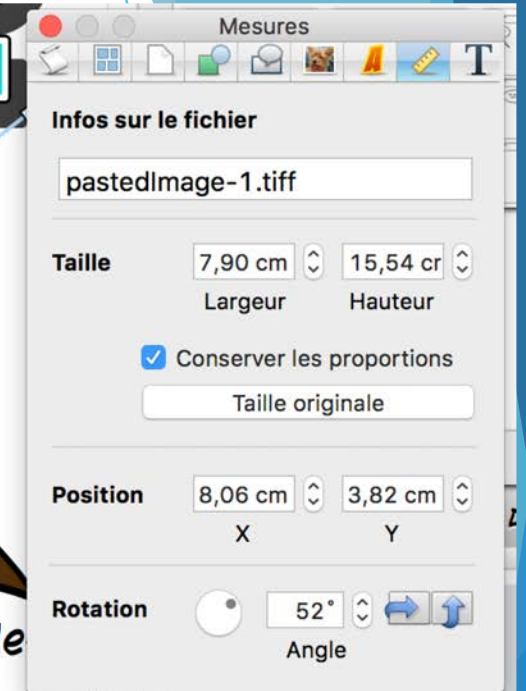 Mesures
T
Infos sur le fichier
pastedImage-1.tiff
Taille 7,90 cm 15,54 cr
Largeur Hauteur
Conserver les proportions
Taille originale
Position 8,06 cm 3,82 cm
X Y
Rotation 52°
Angle
le